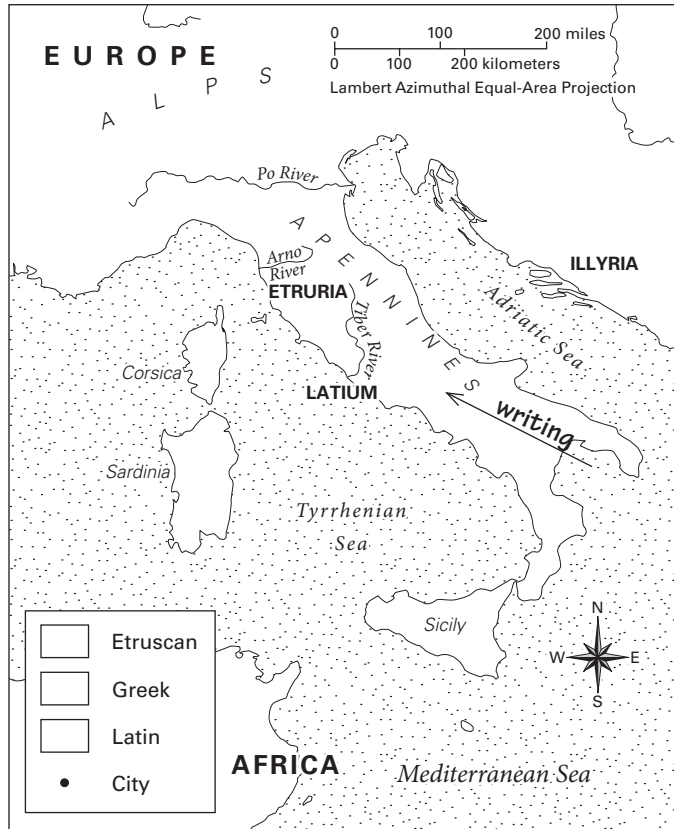 EUROPE
ALPS
0 100 200 miles
0 100 200 kilometers
Lambert Azimuthal Equal-Area Projection
Po River
APENNINES
Arno
River
ILLYRIA
ETRURIA
Tiber River
Adriatic Sea
Corsica
LATIUM
writing
Sardinia
Tyrrhenian
Sea
Sicily
N
W E
S
Etruscan
Greek
Latin
City
AFRICA
Mediterranean Sea